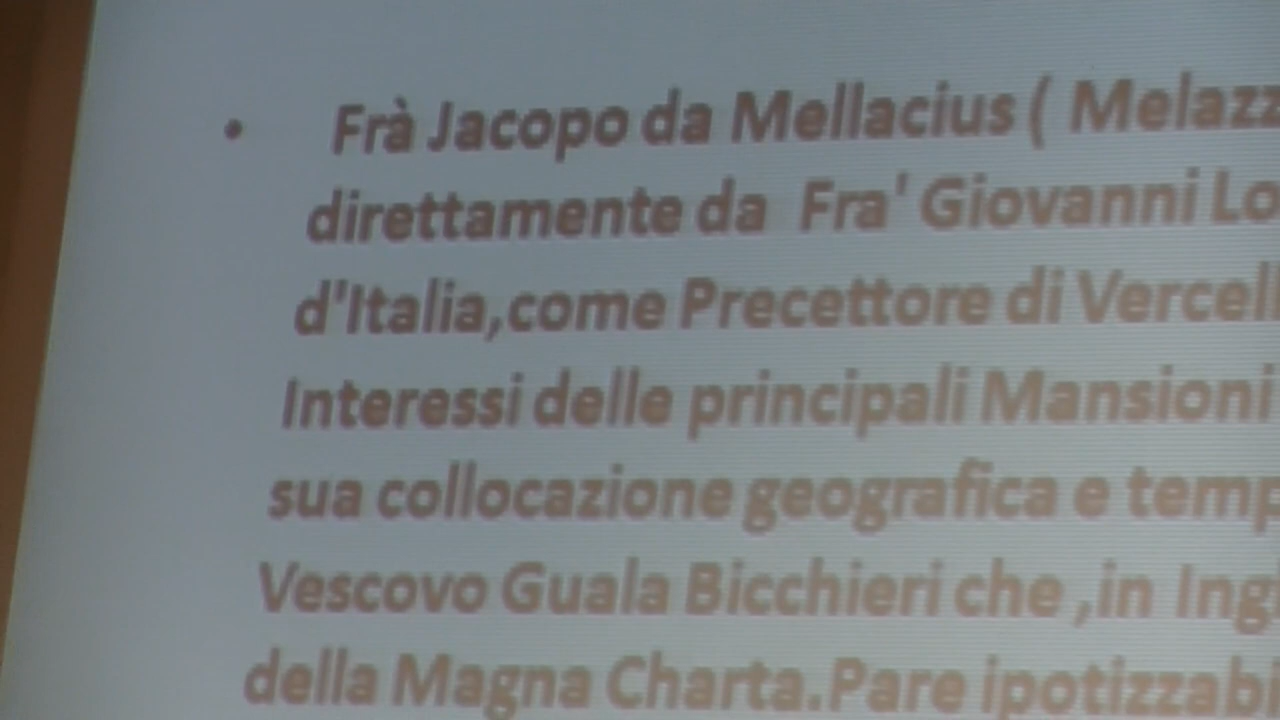 • Frà Jacopo da Mellacius ( Melazz
direttamente da Fra' Giovanni Lo
d'Italia,come Precettore di Vercell
Interessi delle principali Mansioni
sua collocazione geografica e temp
Vescovo Guala Bicchieri che ,in Ing
della Magna Charta.Pare ipotizzabi